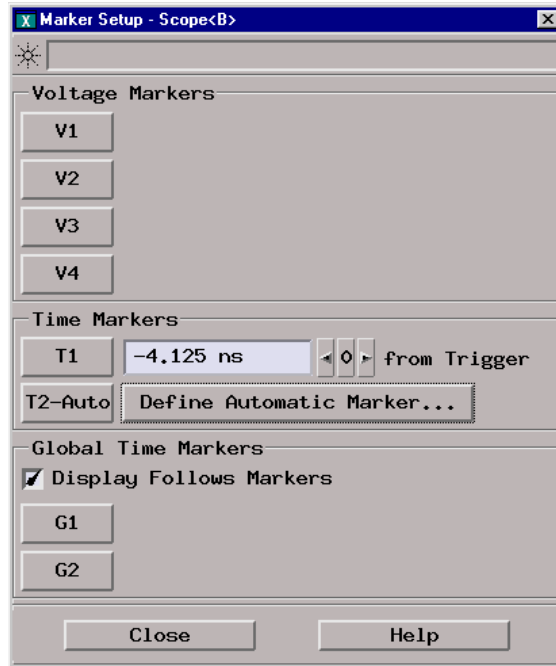 X Marker Setup - Scope<B> X
Voltage Markers
V1
V2
V3
V4
Time Markers
T1 -4.125 ns 0 from Trigger
T2-Auto Define Automatic Marker...
Global Time Markers
Display Follows Markers
G1
G2
Close Help